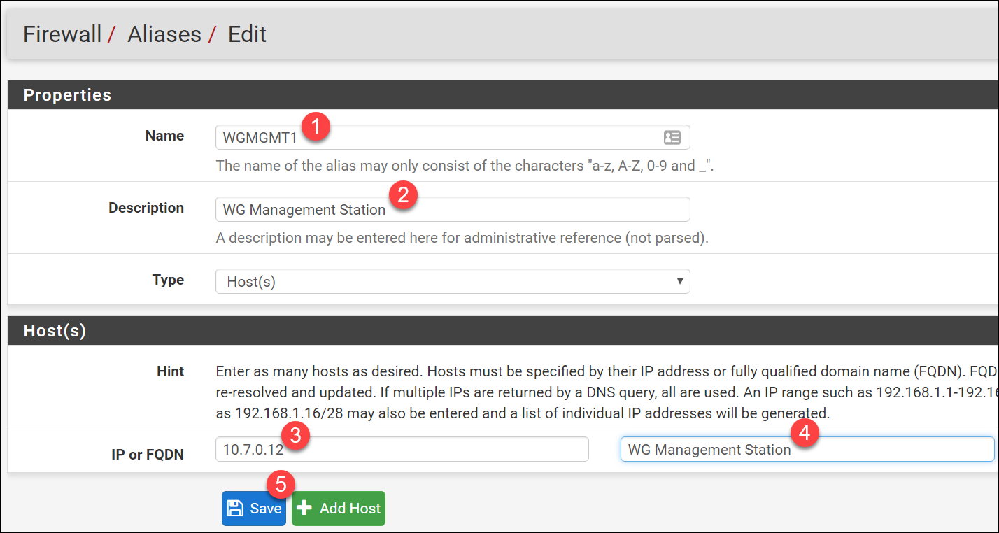 Firewall / Aliases / Edit
Properties
Name WGMGMT1 1
The name of the alias may only consist of the characters "a-z, A-Z, 0-9 and _".
Description WG Management Station 2
A description may be entered here for administrative reference (not parsed).
Type Host(s)
Host(s)
Hint Enter as many hosts as desired. Hosts must be specified by their IP address or fully qualified domain name (FQDN). FQD
re-resolved and updated. If multiple IPs are returned by a DNS query, all are used. An IP range such as 192.168.1.1-192.16
as 192.168.1.16/28 may also be entered and a list of individual IP addresses will be generated.
IP or FQDN 10.7.0.12 3 WG Management Station 4
5
Save Add Host